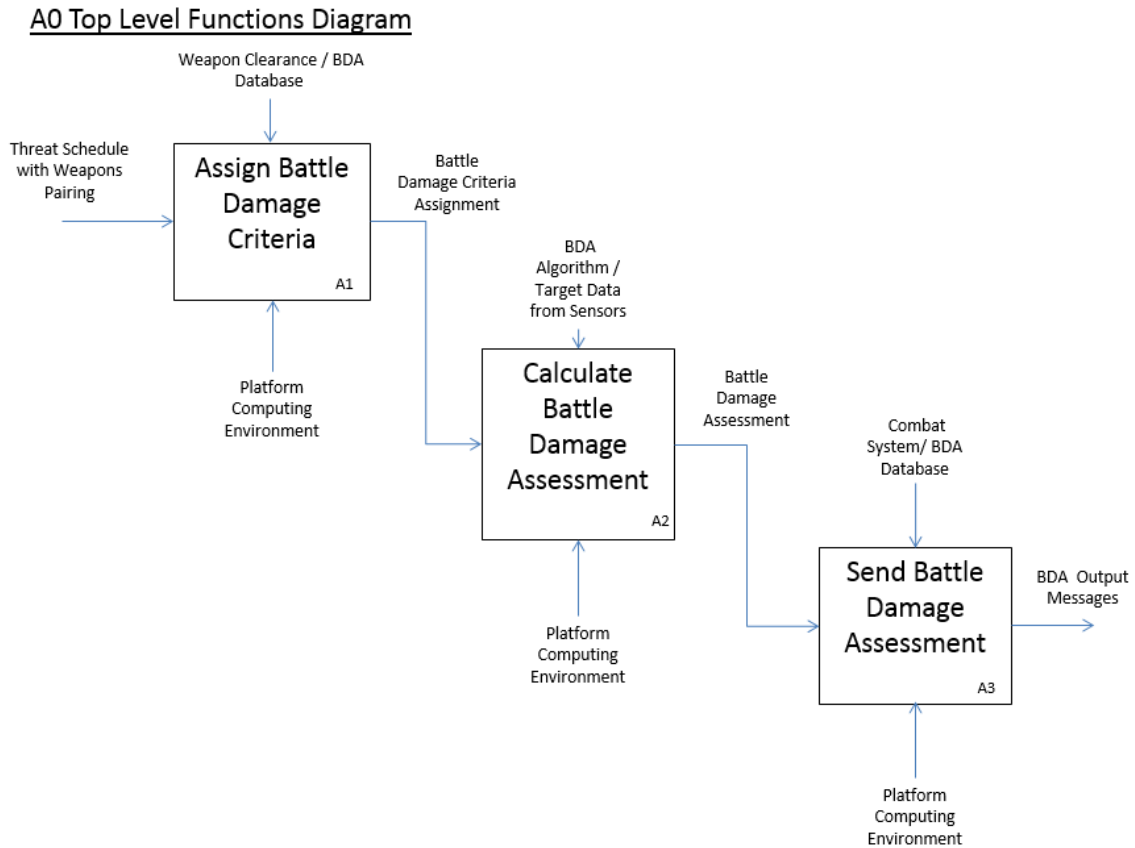 A0 Top Level Functions Diagram
Weapon Clearance / BDA
Database
Threat Schedule
with Weapons
Pairing
Assign Battle
Damage
Criteria
A1
Battle
Damage Criteria
Assignment
Platform
Computing
Environment
BDA
Algorithm /
Target Data
from Sensors
Calculate
Battle
Damage
Assessment
A2
Battle
Damage
Assessment
Platform
Computing
Environment
Combat
System/ BDA
Database
Send Battle
Damage
Assessment
A3
BDA  Output
Messages
Platform
Computing
Environment